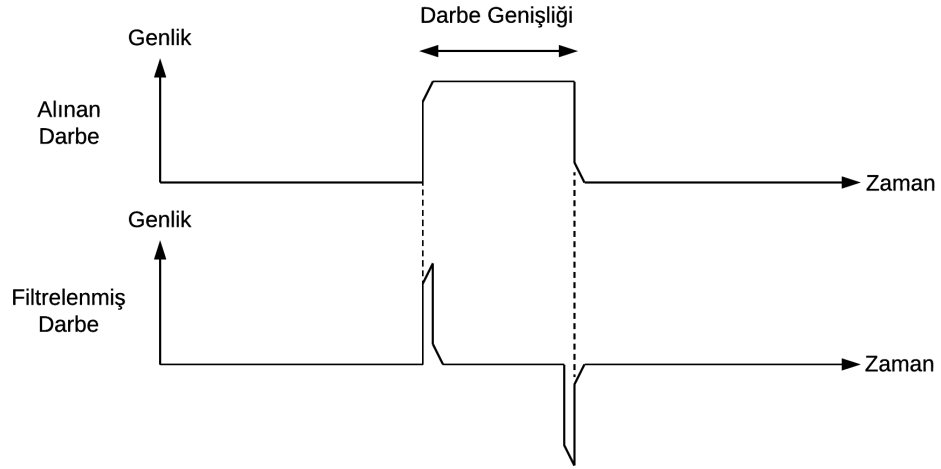 Darbe Genişliği
Genlik
Alınan
Darbe
Zaman
Genlik
Filtrelenmiş
Darbe
Zaman